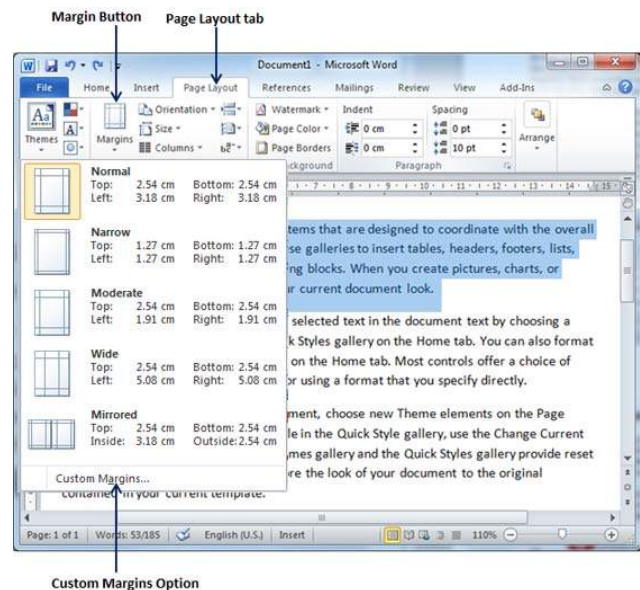 Margin Button
Page Layout tab
Document1 - Microsoft Word
File Home Insert Page Layout References Mailings Review View Add-Ins
Themes
Margins
Orientation
Size
Columns
Watermark
Page Color
Page Borders
Indent
0 cm
0 cm
Spacing
0 pt
10 pt
Arrange
ckground
Paragraph
Normal
Top: 2.54 cm Bottom: 2.54 cm
Left: 3.18 cm Right: 3.18 cm
Narrow
Top: 1.27 cm Bottom: 1.27 cm
Left: 1.27 cm Right: 1.27 cm
Moderate
Top: 2.54 cm Bottom: 2.54 cm
Left: 1.91 cm Right: 1.91 cm
Wide
Top: 2.54 cm Bottom: 2.54 cm
Left: 5.08 cm Right: 5.08 cm
Mirrored
Top: 2.54 cm Bottom: 2.54 cm
Inside: 3.18 cm Outside: 2.54 cm
Custom Margins...
7 8 9 10 11 12 13 14 15
tems that are designed to coordinate with the overall
se galleries to insert tables, headers, footers, lists,
ng blocks. When you create pictures, charts, or
ur current document look.
selected text in the document text by choosing a
k Styles gallery on the Home tab. You can also format
on the Home tab. Most controls offer a choice of
or using a format that you specify directly.
ment, choose new Theme elements on the Page
le in the Quick Style gallery, use the Change Current
mes gallery and the Quick Styles gallery provide reset
ore the look of your document to the original
contained in your current template.
Page: 1 of 1 Words: 53/185 English (U.S.) Insert 110%
Custom Margins Option